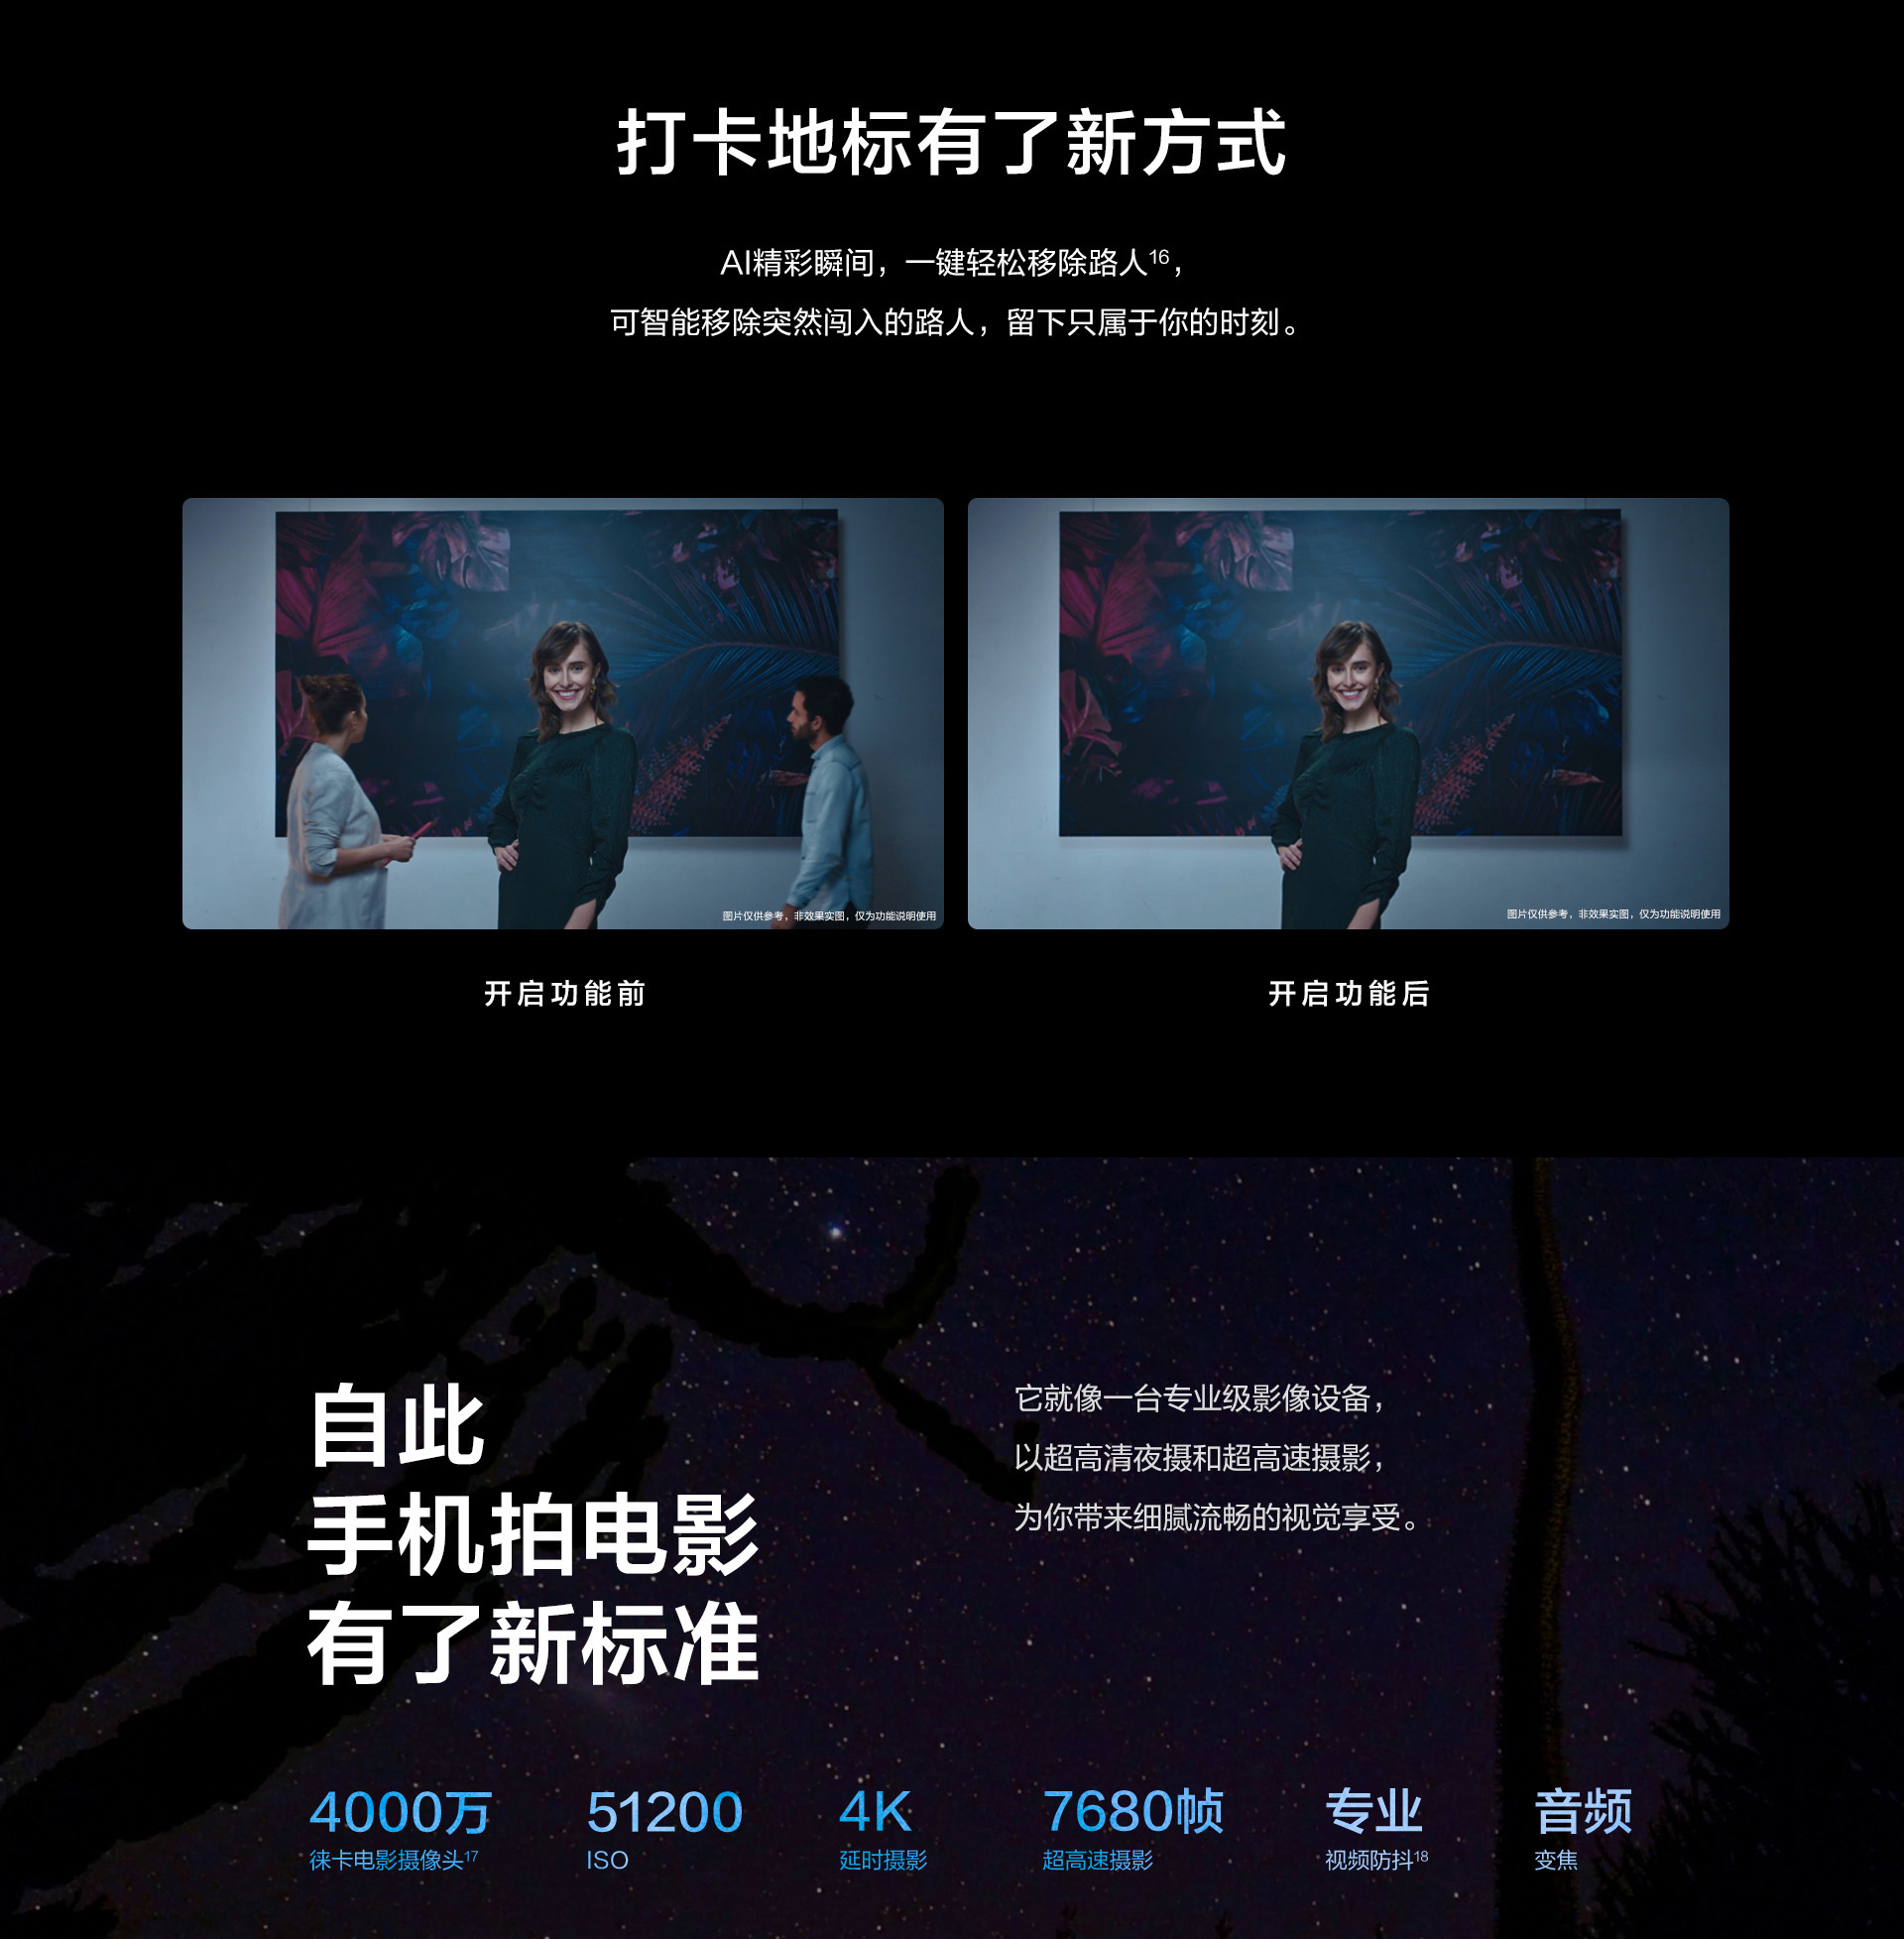 打卡地标有了新方式
AI精彩瞬间，一键轻松移除路人16，
可智能移除突然闯入的路人，留下只属于你的时刻。
图片仅供参考，非效果实图，仅为功能说明使用
图片仅供参考，非效果实图，仅为功能说明使用
开启功能前
开启功能后
自此
手机拍电影
有了新标准
它就像一台专业级影像设备，
以超高清夜摄和超高速摄影，
为你带来细腻流畅的视觉享受。
4000万
徕卡电影摄像头17
51200
ISO
4K
延时摄影
7680帧
超高速摄影
专业
视频防抖18
音频
变焦